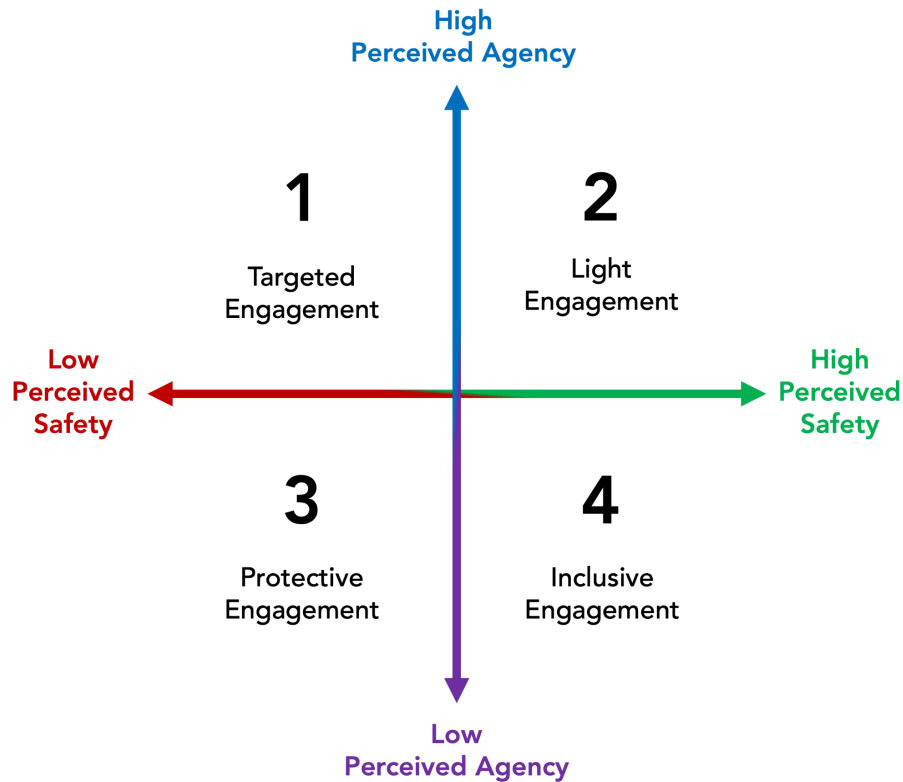 High
Perceived Agency
1
2
Targeted
Engagement
Light
Engagement
Low
Perceived
Safety
High
Perceived
Safety
3
4
Protective
Engagement
Inclusive
Engagement
Low
Perceived Agency